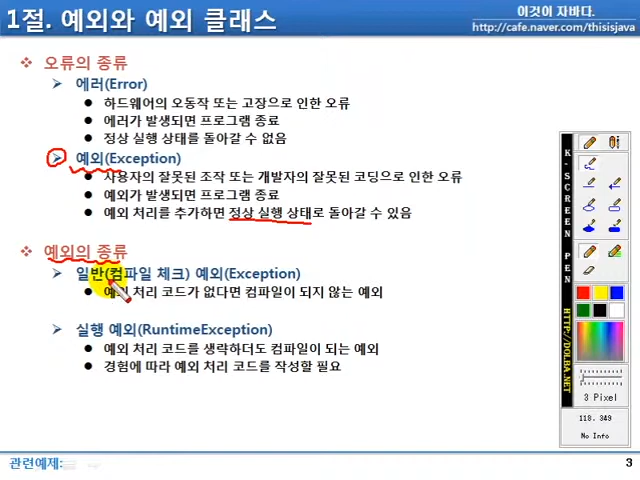 1절. 예외와 예외 클래스
이것이 자바다.
http://cafe.naver.com/thisisjava
오류의 종류
에러(Error)
하드웨어의 오동작 또는 고장으로 인한 오류
에러가 발생되면 프로그램 종료
정상 실행 상태를 돌아갈 수 없음
예외(Exception)
사용자의 잘못된 조작 또는 개발자의 잘못된 코딩으로 인한 오류
예외가 발생되면 프로그램 종료
예외 처리를 추가하면 정상 실행 상태로 돌아갈 수 있음
예외의 종류
일반(컴파일 체크) 예외(Exception)
예외 처리 코드가 없다면 컴파일이 되지 않는 예외
실행 예외(RuntimeException)
예외 처리 코드를 생략하더도 컴파일이 되는 예외
경험에 따라 예외 처리 코드를 작성할 필요
K-SCREEN PEN
HTTP://DOLBA.NET
3 Pixel
118. 349
No Info
관련예제:
3